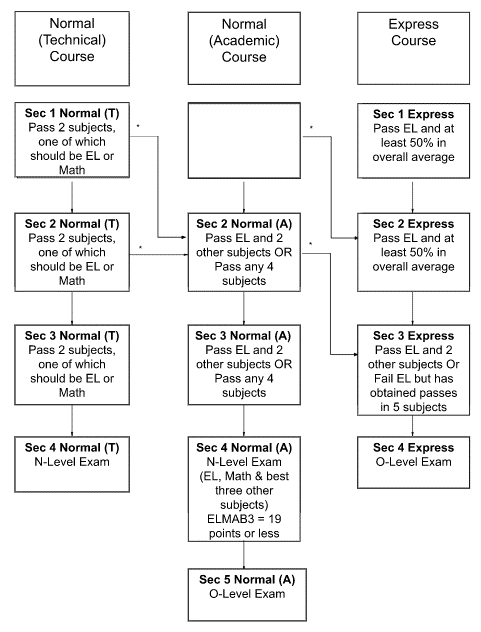 Normal
(Technical)
Course
Normal
(Academic)
Course
Express
Course
Sec 1 Normal (T)
Pass 2 subjects,
one of which
should be EL or
Math
*
*
Sec 1 Express
Pass EL and at
least 50% in
overall average
Sec 2 Normal (T)
Pass 2 subjects,
one of which
should be EL or
Math
*
Sec 2 Normal (A)
Pass EL and 2
other subjects OR
Pass any 4
subjects
*
Sec 2 Express
Pass EL and at
least 50% in
overall average
Sec 3 Normal (T)
Pass 2 subjects,
one of which
should be EL or
Math
Sec 3 Normal (A)
Pass EL and 2
other subjects OR
Pass any 4
subjects
Sec 3 Express
Pass EL and 2
other subjects Or
Fail EL but has
obtained passes
in 5 subjects
Sec 4 Normal (T)
N-Level Exam
Sec 4 Normal (A)
N-Level Exam
(EL, Math & best
three other
subjects)
ELMAB3 = 19
points or less
Sec 4 Express
O-Level Exam
Sec 5 Normal (A)
O-Level Exam